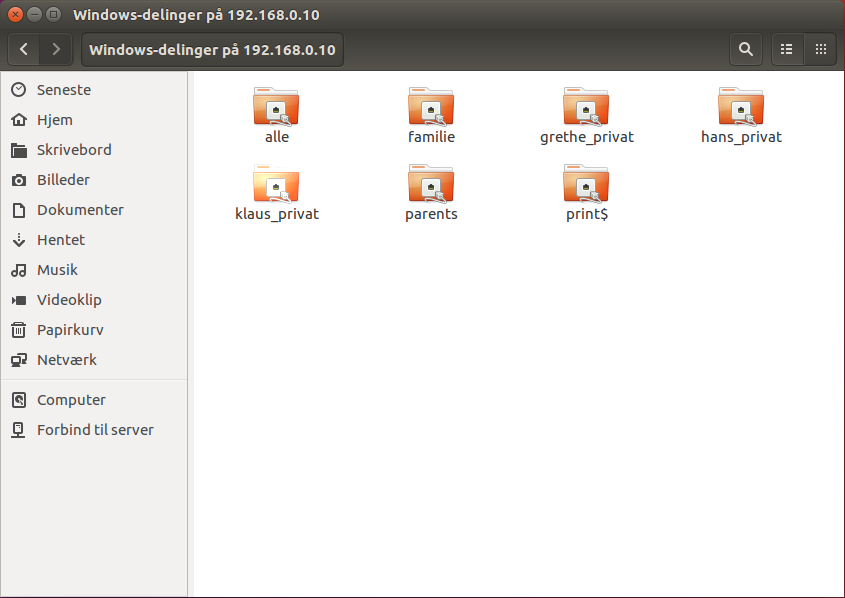 Windows-delinger på 192.168.0.10
Windows-delinger på 192.168.0.10
Seneste
Hjem
Skrivebord
Billeder
Dokumenter
Hentet
Musik
Videoklip
Papirkurv
Netværk
Computer
Forbind til server
alle
familie
grethe_privat
hans_privat
klaus_privat
parents
print$